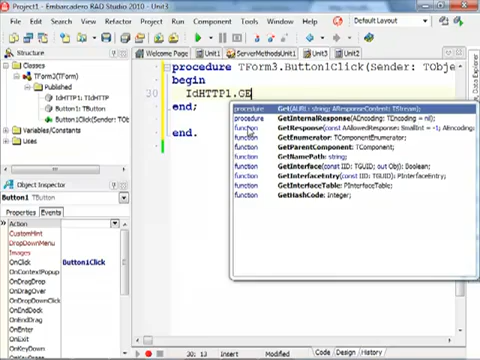 Project1 - Embarcadero RAD Studio 2010 - Unit3
File Edit Search View Refactor Project Run Component Tools Window Help
Default Layout
Structure
Welcome Page Unit1 ServerMethodsUnit1 Unit3 Unit2
Classes
TForm3(TForm)
Published
IdHTTP1: TIdHTTP
Button1: TButton
Button1Click(Sender:
Variables/Constants
Uses
procedure TForm3.Button1Click(Sender: TObje
begin
30 IdHTTP1.GE
end;
end.
procedure Get(AURL: string; AResponseContent: TStream);
procedure GetInternalResponse(AEncoding: TEncoding = nil);
function GetResponse(const AAllowedResponse: SmallInt = -1; AEncoding:
function GetEnumerator: TComponentEnumerator;
function GetParentComponent: TComponent;
function GetNamePath: string;
function GetInterface(const IID: TGUID; out Obj): Boolean;
function GetInterfaceEntry(const IID: TGUID): PInterfaceEntry;
function GetInterfaceTable: PInterfaceTable;
function GetHashCode: Integer;
Data Explorer
Object Inspector
Button1 TButton
Properties Events
Action
CustomHint
DropDownMenu
Images
OnClick Button1Click
OnContextPopup
OnDragDrop
OnDragOver
OnDropDownClick
OnEndDock
OnEndDrag
OnEnter
OnExit
OnKeyDown
30: 13 Insert Modified Code Design History